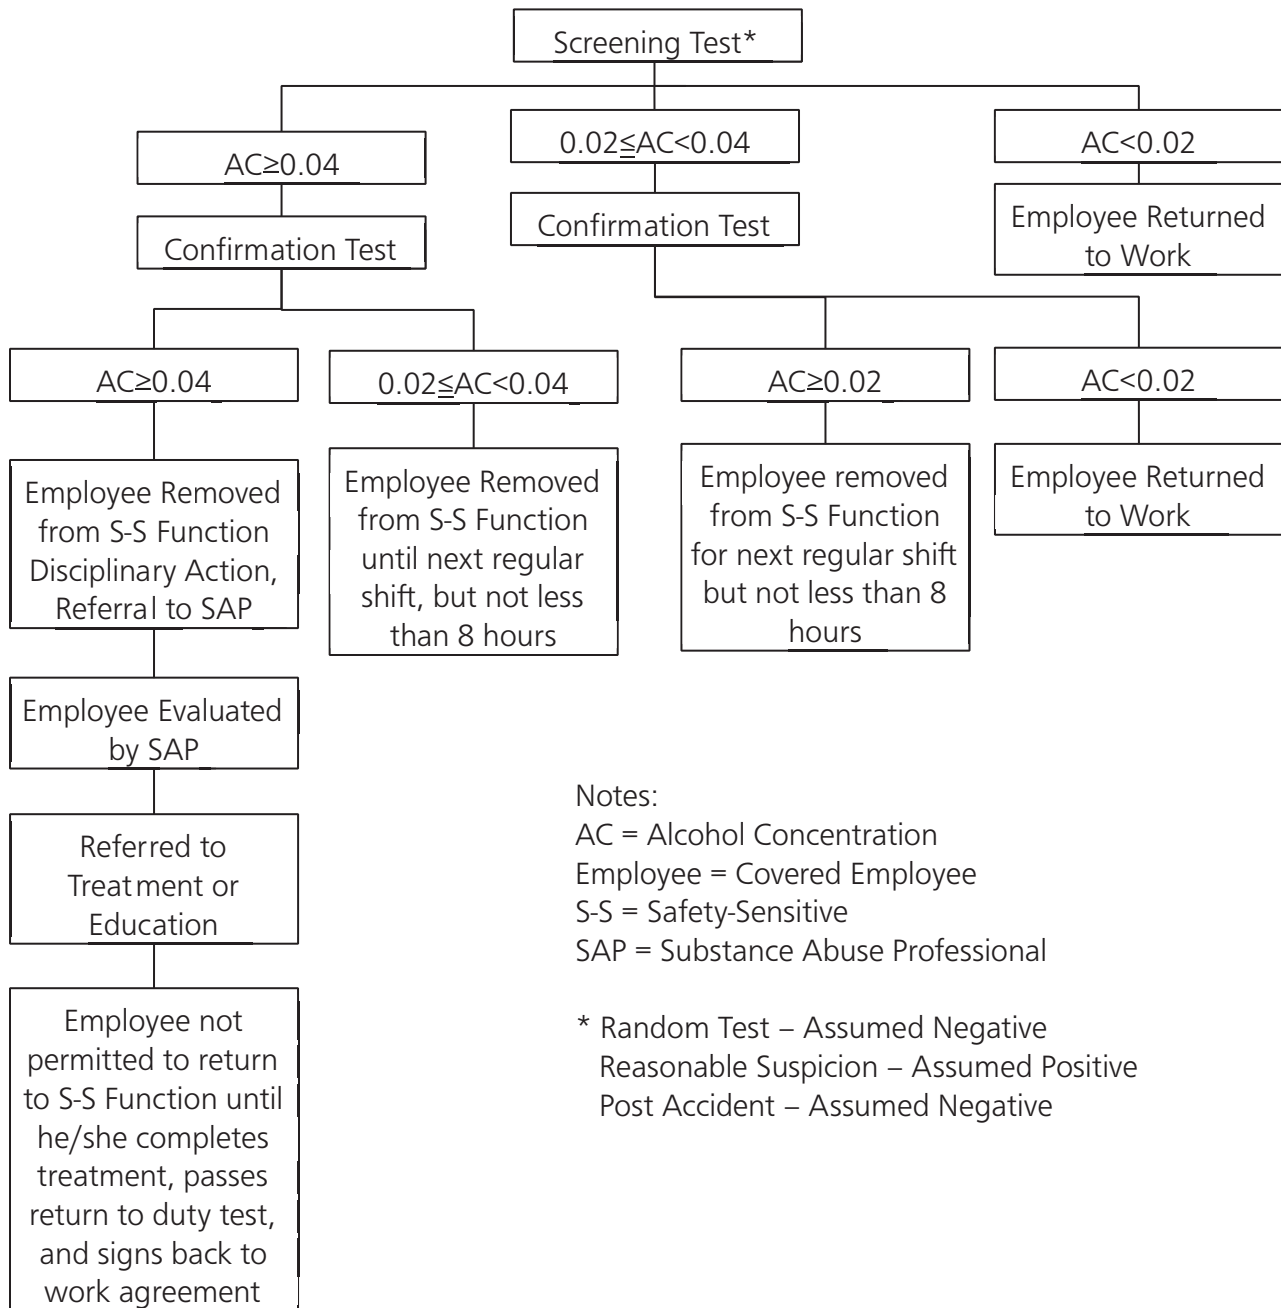 Screening Test*
AC≥0.04
0.02≤AC<0.04
AC<0.02
Confirmation Test
Confirmation Test
Employee Returned
to Work
AC≥0.04
0.02≤AC<0.04
AC≥0.02
AC<0.02
Employee Removed
from S-S Function
Disciplinary Action,
Referral to SAP
Employee Removed
from S-S Function
until next regular
shift, but not less
than 8 hours
Employee removed
from S-S Function
for next regular shift
but not less than 8
hours
Employee Returned
to Work
Employee Evaluated
by SAP
Referred to
Treatment or
Education
Employee not
permitted to return
to S-S Function until
he/she completes
treatment, passes
return to duty test,
and signs back to
work agreement
Notes:
AC = Alcohol Concentration
Employee = Covered Employee
S-S = Safety-Sensitive
SAP = Substance Abuse Professional
* Random Test – Assumed Negative
Reasonable Suspicion – Assumed Positive
Post Accident – Assumed Negative